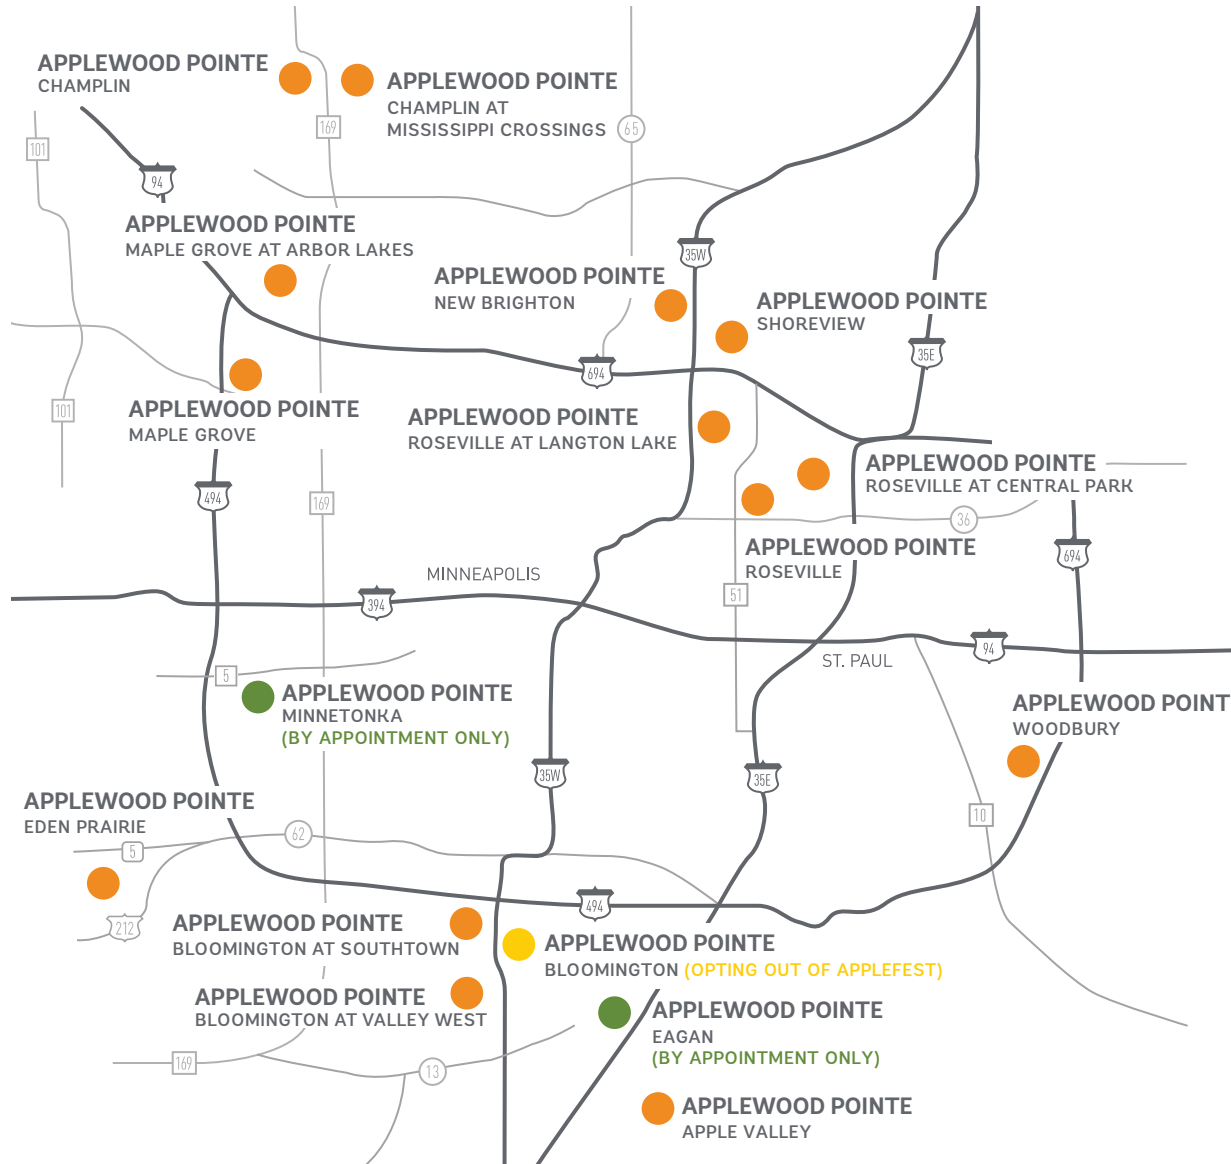 APPLEWOOD POINTE
CHAMPLIN
APPLEWOOD POINTE
CHAMPLIN AT
MISSISSIPPI CROSSINGS
169
65
101
94
APPLEWOOD POINTE
MAPLE GROVE AT ARBOR LAKES
35W
APPLEWOOD POINTE
NEW BRIGHTON
APPLEWOOD POINTE
SHOREVIEW
35E
694
101
APPLEWOOD POINTE
MAPLE GROVE
APPLEWOOD POINTE
ROSEVILLE AT LANGTON LAKE
APPLEWOOD POINTE
ROSEVILLE AT CENTRAL PARK
494
169
36
APPLEWOOD POINTE
ROSEVILLE
694
MINNEAPOLIS
394
51
94
ST. PAUL
5
APPLEWOOD POINTE
MINNETONKA
(BY APPOINTMENT ONLY)
APPLEWOOD POINT
WOODBURY
35W
35E
APPLEWOOD POINTE
EDEN PRAIRIE
10
62
5
212
494
APPLEWOOD POINTE
BLOOMINGTON AT SOUTHTOWN
APPLEWOOD POINTE
BLOOMINGTON (OPTING OUT OF APPLEFEST)
APPLEWOOD POINTE
BLOOMINGTON AT VALLEY WEST
APPLEWOOD POINTE
EAGAN
(BY APPOINTMENT ONLY)
169
13
APPLEWOOD POINTE
APPLE VALLEY